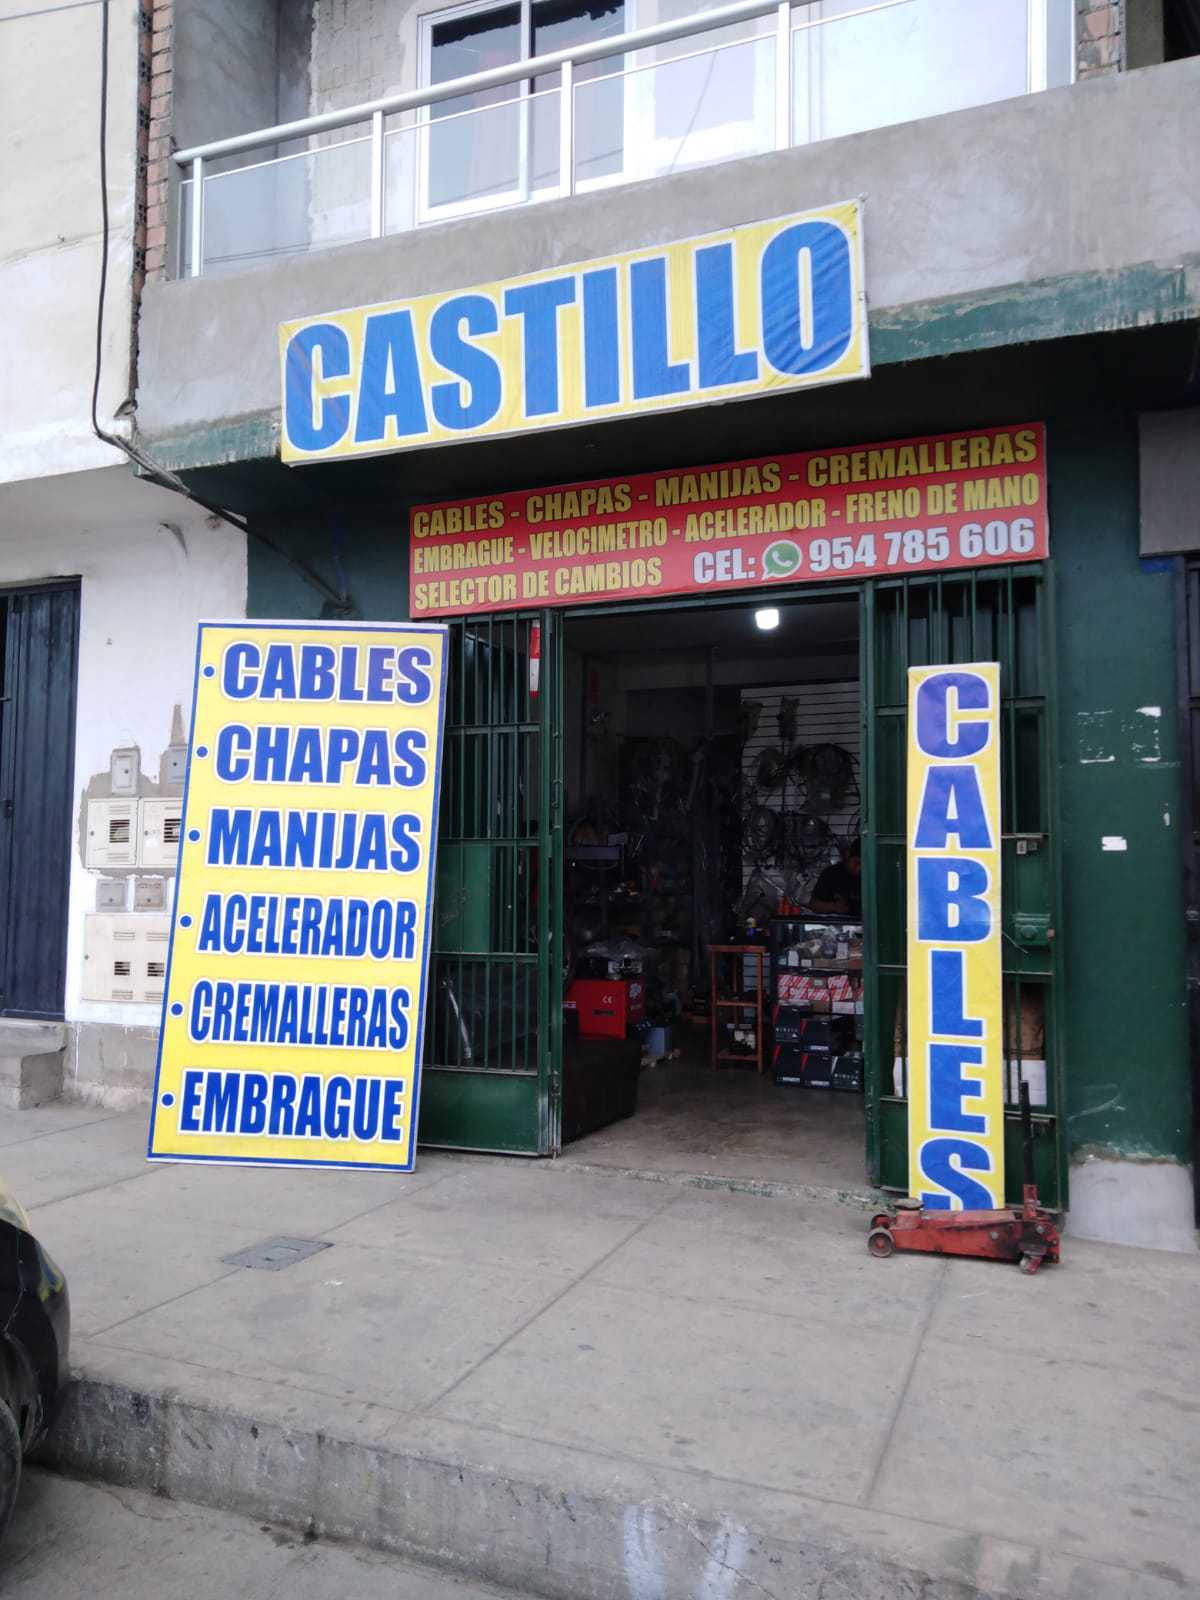 CASTILLO
CABLES - CHAPAS - MANIJAS - CREMALLERAS
EMBRAGUE - VELOCIMETRO - ACELERADOR - FRENO DE MANO
SELECTOR DE CAMBIOS CEL: 954 785 606
• CABLES
• CHAPAS
• MANIJAS
• ACELERADOR
• CREMALLERAS
• EMBRAGUE
CABLES